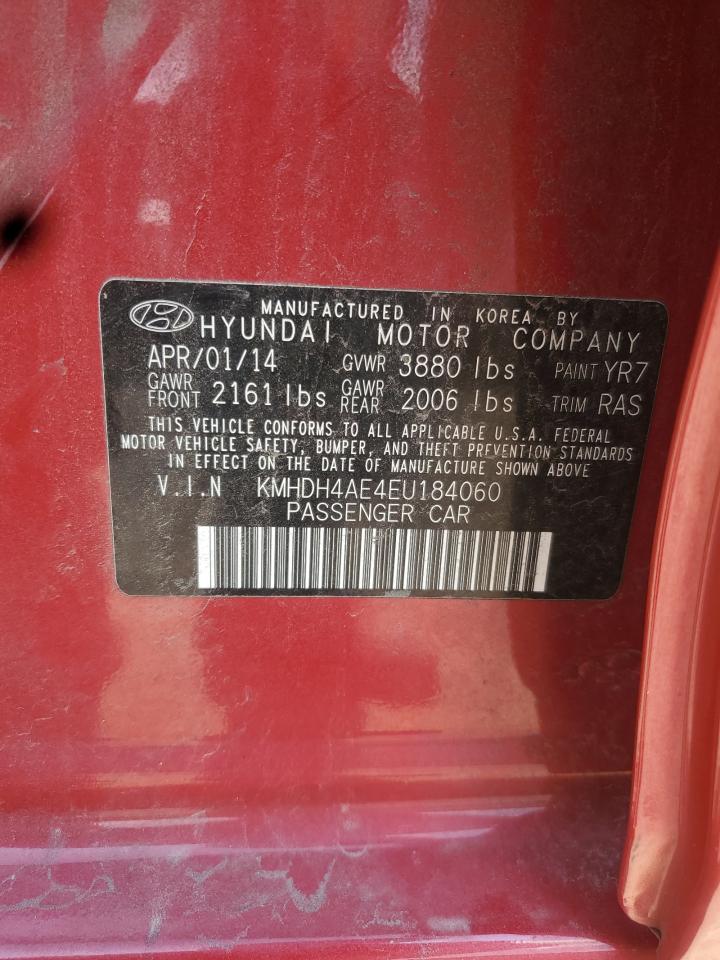 MANUFACTURED IN KOREA BY
HYUNDAI MOTOR COMPANY
APR/01/14 GVWR 3880 lbs PAINT YR7
GAWR FRONT 2161 lbs GAWR REAR 2006 lbs TRIM RAS
THIS VEHICLE CONFORMS TO ALL APPLICABLE U.S.A. FEDERAL
MOTOR VEHICLE SAFETY, BUMPER, AND THEFT PREVENTION STANDARDS
IN EFFECT ON THE DATE OF MANUFACTURE SHOWN ABOVE
V.I.N KMHDH4AE4EU184060
PASSENGER CAR